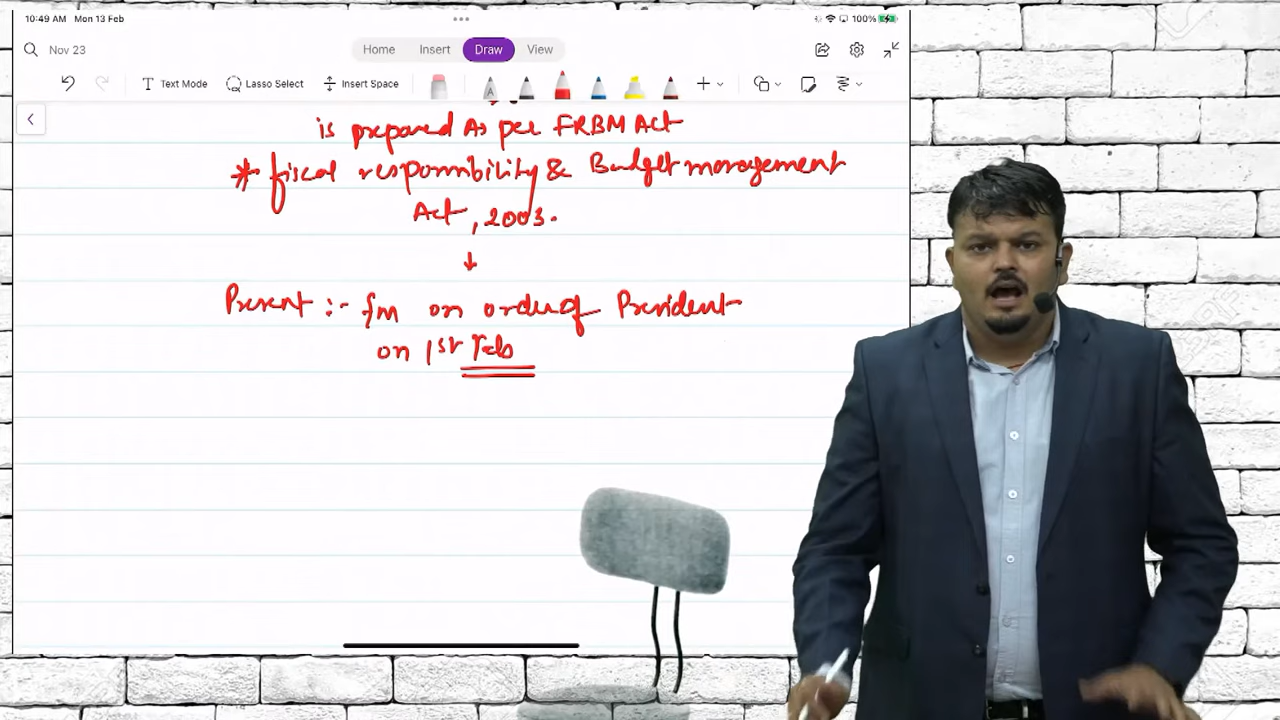 10:49 AM Mon 13 Feb
100%
Nov 23
Home Insert Draw View
Text Mode Lasso Select Insert Space
is prepared As per FRBM Act
* fiscal responsibility & Budget management
Act, 2003.
Present :- fm on order of President
on 1st Feb